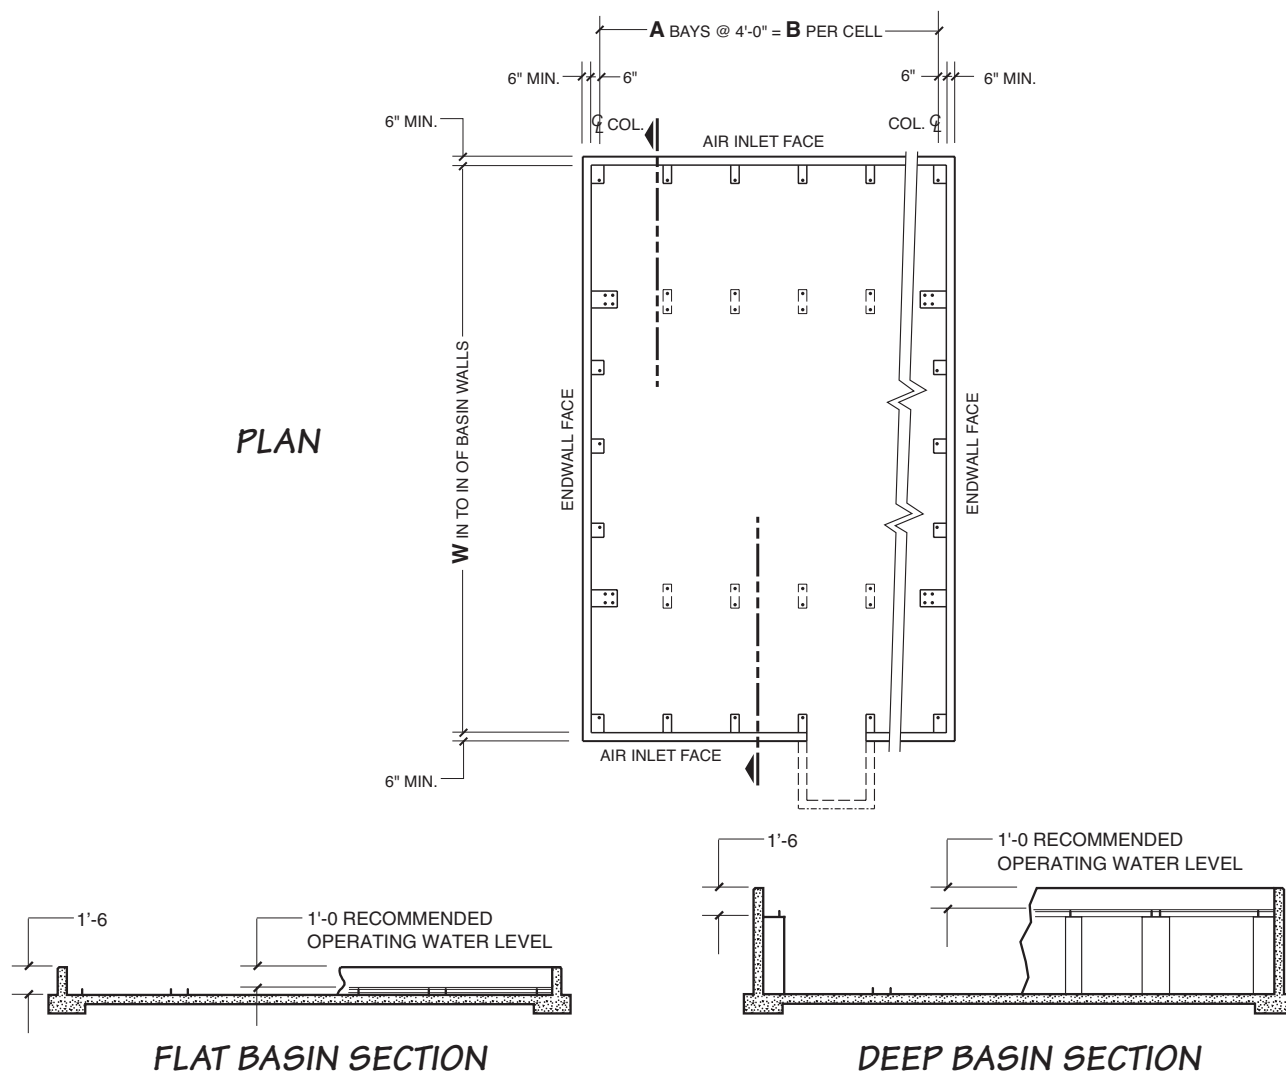 A BAYS @ 4'-0" = B PER CELL
6" MIN.
6"
6"
6" MIN.
6" MIN.
℄ COL.
COL. ℄
AIR INLET FACE
W IN TO IN OF BASIN WALLS
ENDWALL FACE
ENDWALL FACE
PLAN
AIR INLET FACE
6" MIN.
1'-6
1'-0 RECOMMENDED
OPERATING WATER LEVEL
1'-6
1'-0 RECOMMENDED
OPERATING WATER LEVEL
FLAT BASIN SECTION
DEEP BASIN SECTION